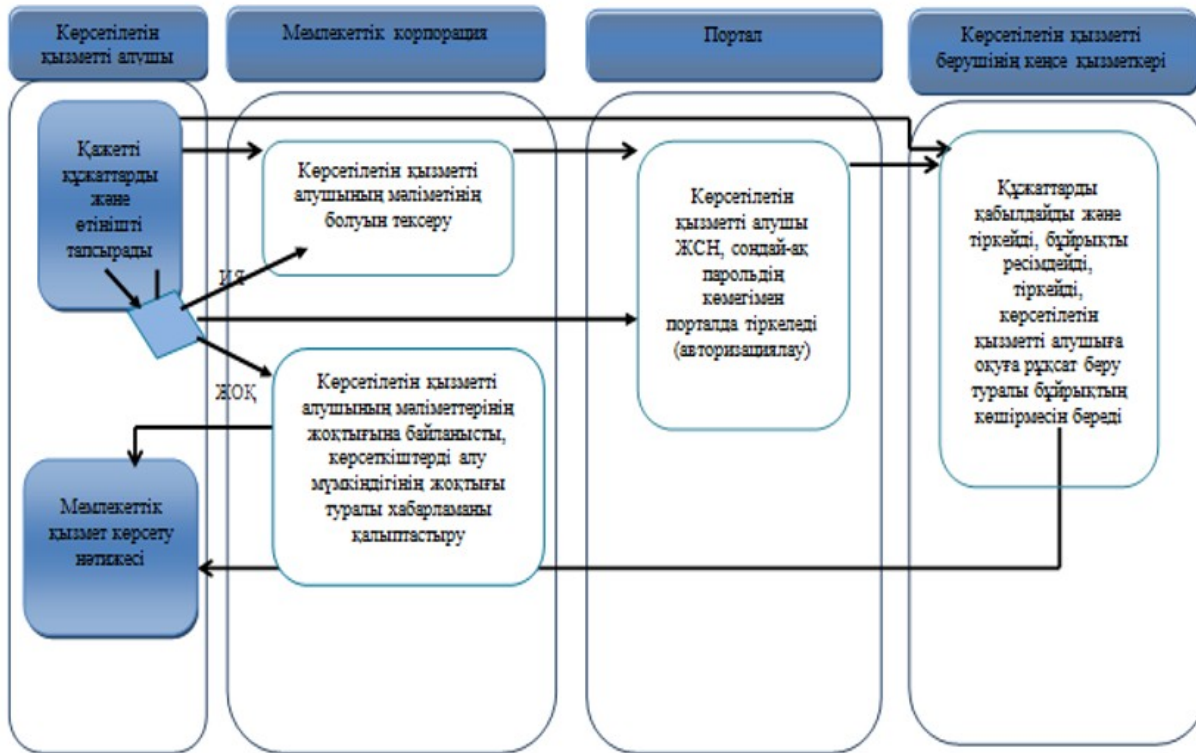 Көрсетілетін
қызметті алушы
Мемлекеттік корпорация
Портал
Көрсетілетін қызметті
берушінің кеңсе қызметкері
Қажетті
құжаттарды
және
өтінішті
тапсырады
Көрсетілетін қызметті
алушының мәліметінің
болуын тексеру
ИЯ
ЖОҚ
Көрсетілетін қызметті
алушының мәліметтерінің
жоқтығына байланысты,
көрсеткіштерді алу
мүмкіндігінің жоқтығы
туралы хабарламаны
қалыптастыру
Көрсетілетін
қызметті алушы
ЖСН, сондай-ақ
парольдің
көмегімен
порталда тіркеледі
(авторизациялау)
Құжаттарды
қабылдайды және
тіркейді, бұйрықты
ресімдейді,
тіркейді,
көрсетілетін
қызметті алушыға
оқуға рұқсат беру
туралы бұйрықтың
көшірмесін береді
Мемлекеттік
қызмет көрсету
нәтижесі